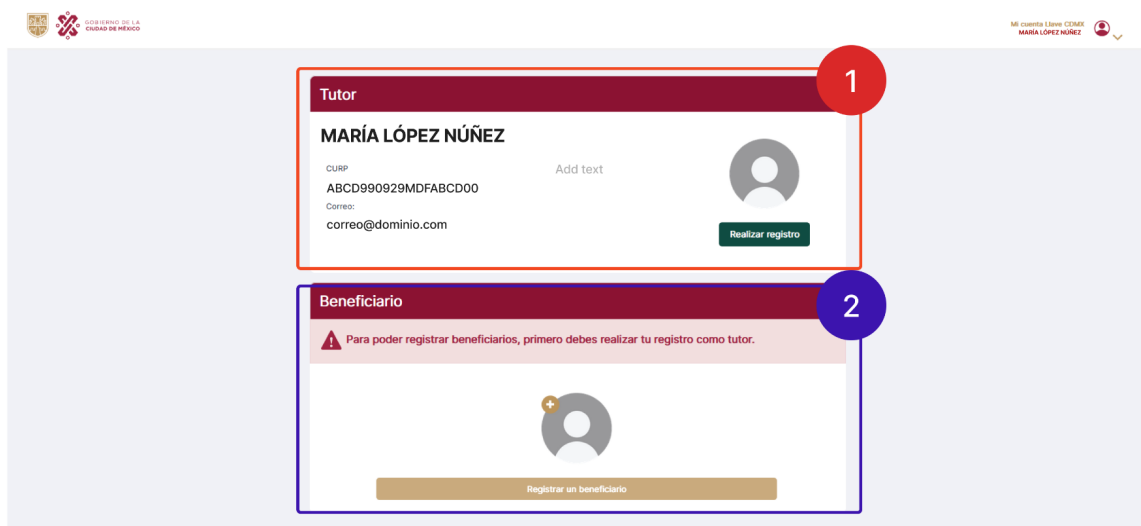 GOBIERNO DE LA
CIUDAD DE MÉXICO
Mi cuenta Llave CDMX
MARÍA LÓPEZ NÚÑEZ
Tutor
1
MARÍA LÓPEZ NÚÑEZ
CURP
Add text
ABCD990929MDFABCD00
Correo:
correo@dominio.com
Realizar registro
Beneficiario
2
Para poder registrar beneficiarios, primero debes realizar tu registro como tutor.
Registrar un beneficiario